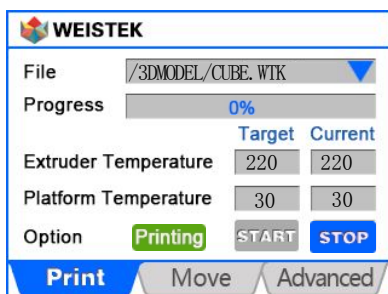 WEISTEK
File /3DMODEL/CUBE.WTK
Progress 0%
Target Current
Extruder Temperature 220 220
Platform Temperature 30 30
Option Printing START STOP
Print Move Advanced